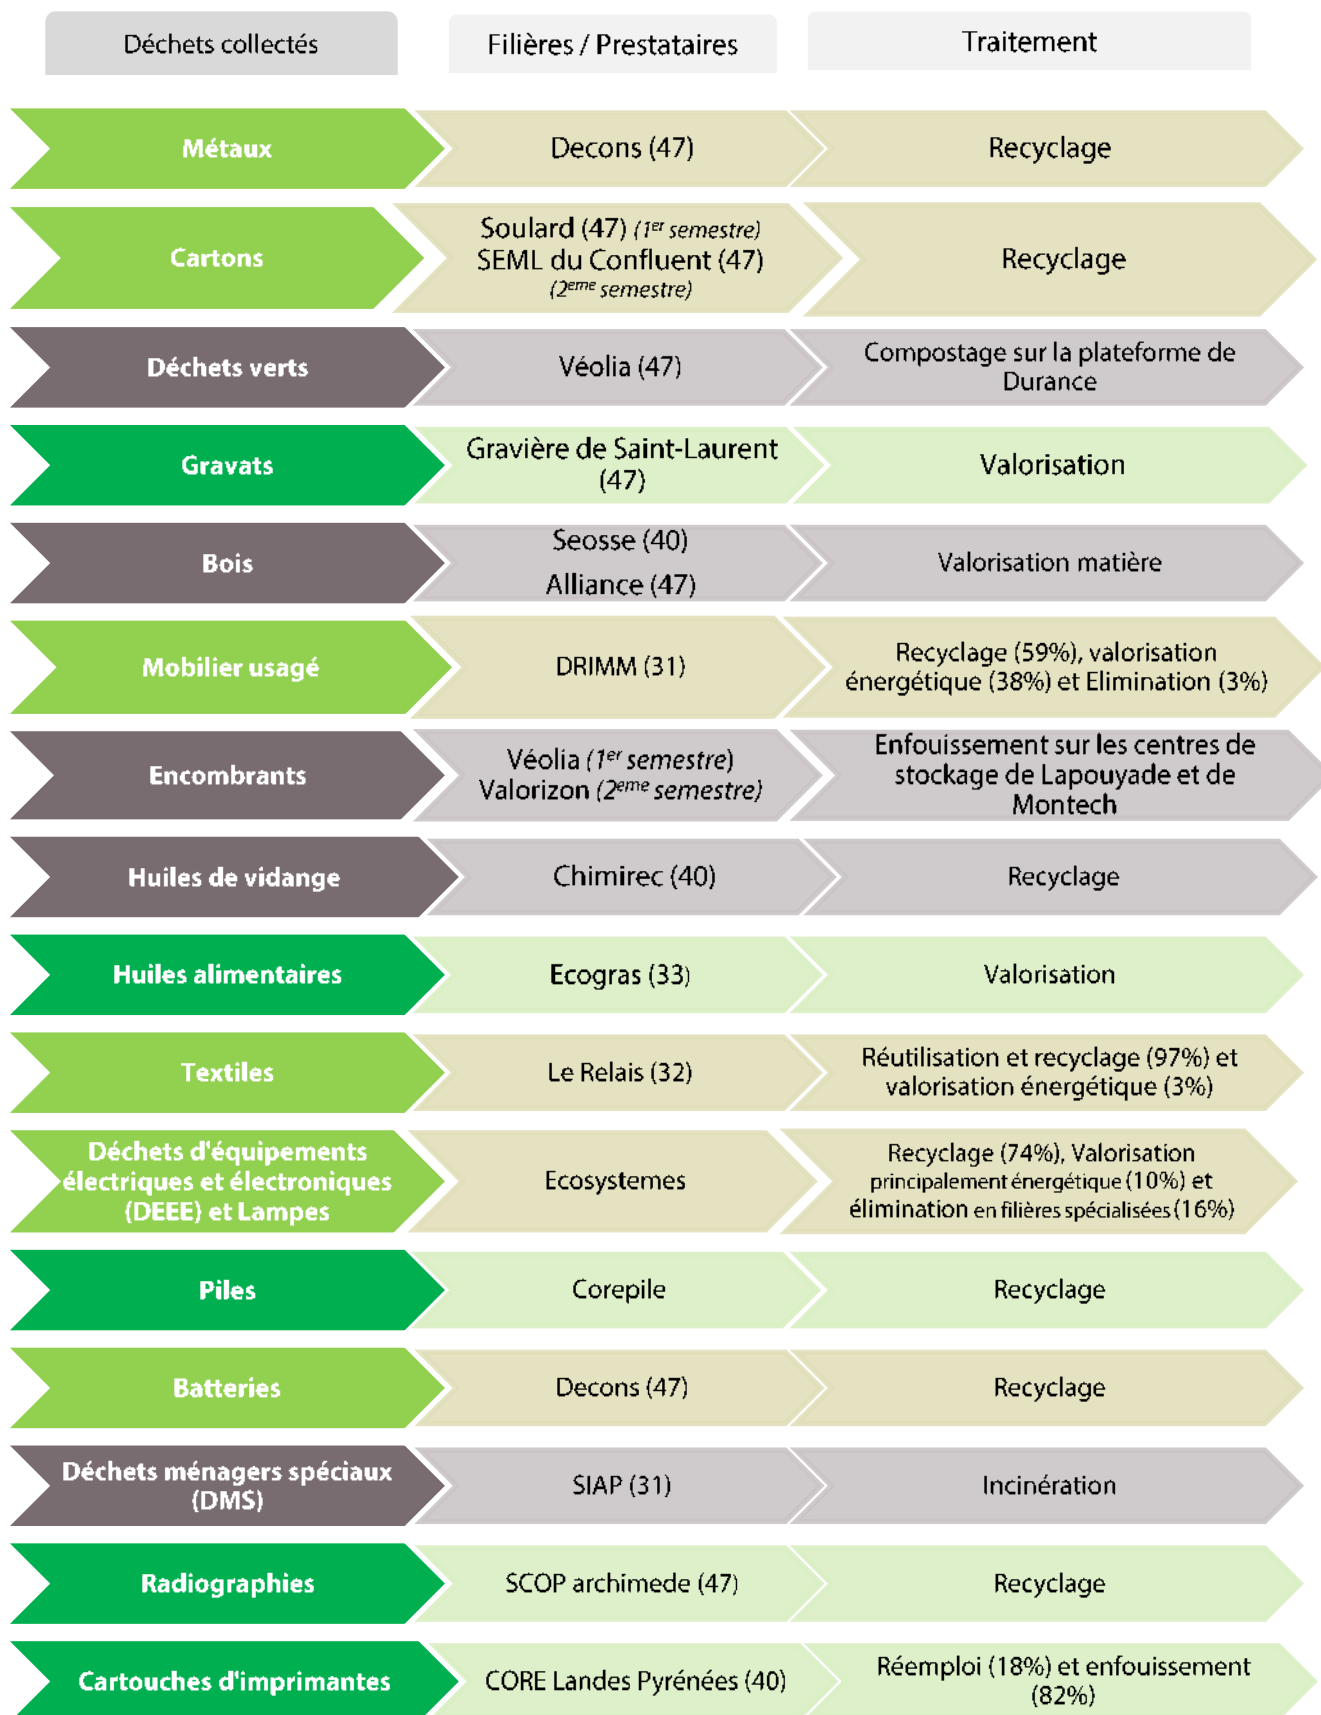 Déchets collectés
Filières / Prestataires
Traitement
Métaux
Decons (47)
Recyclage
Cartons
Soulard (47) (1er semestre)
SEML du Confluent (47)
(2eme semestre)
Recyclage
Déchets verts
Véolia (47)
Compostage sur la plateforme de
Durance
Gravats
Gravière de Saint-Laurent
(47)
Valorisation
Bois
Seosse (40)
Alliance (47)
Valorisation matière
Mobilier usagé
DRIMM (31)
Recyclage (59%), valorisation
énergétique (38%) et Elimination (3%)
Encombrants
Véolia (1er semestre)
Valorizon (2eme semestre)
Enfouissement sur les centres de
stockage de Lapouyade et de
Montech
Huiles de vidange
Chimirec (40)
Recyclage
Huiles alimentaires
Ecogras (33)
Valorisation
Textiles
Le Relais (32)
Réutilisation et recyclage (97%) et
valorisation énergétique (3%)
Déchets d'équipements
électriques et électroniques
(DEEE) et Lampes
Ecosystemes
Recyclage (74%), Valorisation
principalement énergétique (10%) et
élimination en filières spécialisées (16%)
Piles
Corepile
Recyclage
Batteries
Decons (47)
Recyclage
Déchets ménagers spéciaux
(DMS)
SIAP (31)
Incinération
Radiographies
SCOP archimede (47)
Recyclage
Cartouches d'imprimantes
CORE Landes Pyrénées (40)
Réemploi (18%) et enfouissement
(82%)